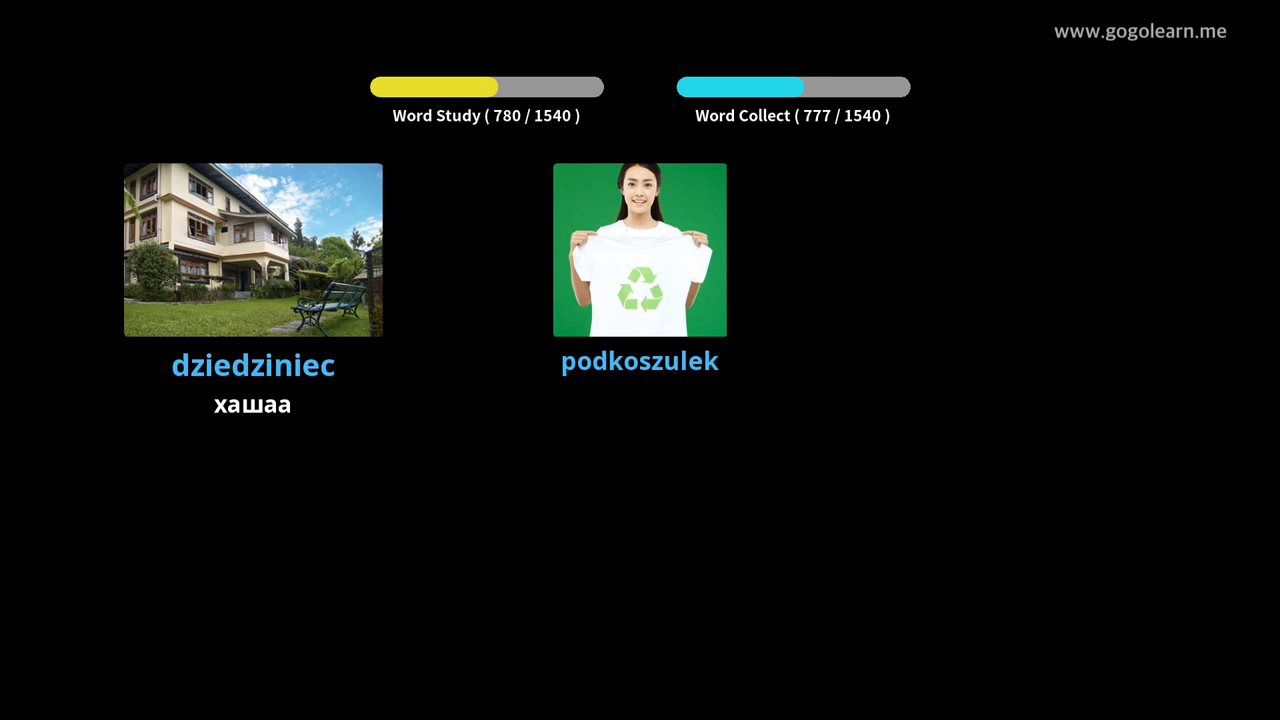 www.gogolearn.me
Word Study ( 780 / 1540 )
Word Collect ( 777 / 1540 )
dziedziniec
хашаа
podkoszulek